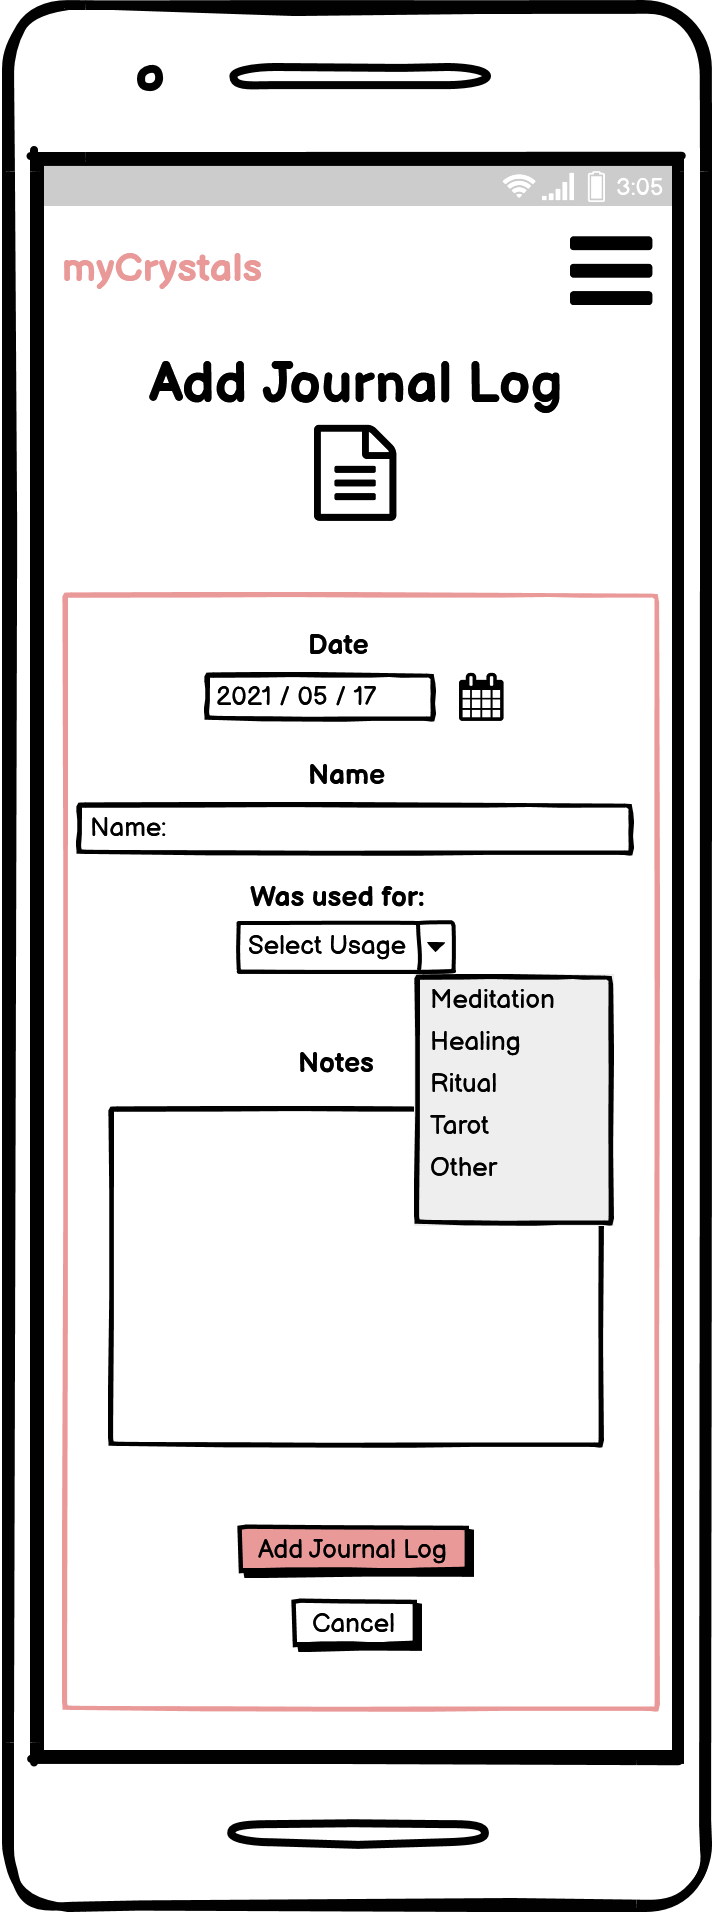 3:05
myCrystals
Add Journal Log
Date
2021 / 05 / 17
Name
Name:
Was used for:
Select Usage
Meditation
Healing
Ritual
Tarot
Other
Notes
Add Journal Log
Cancel